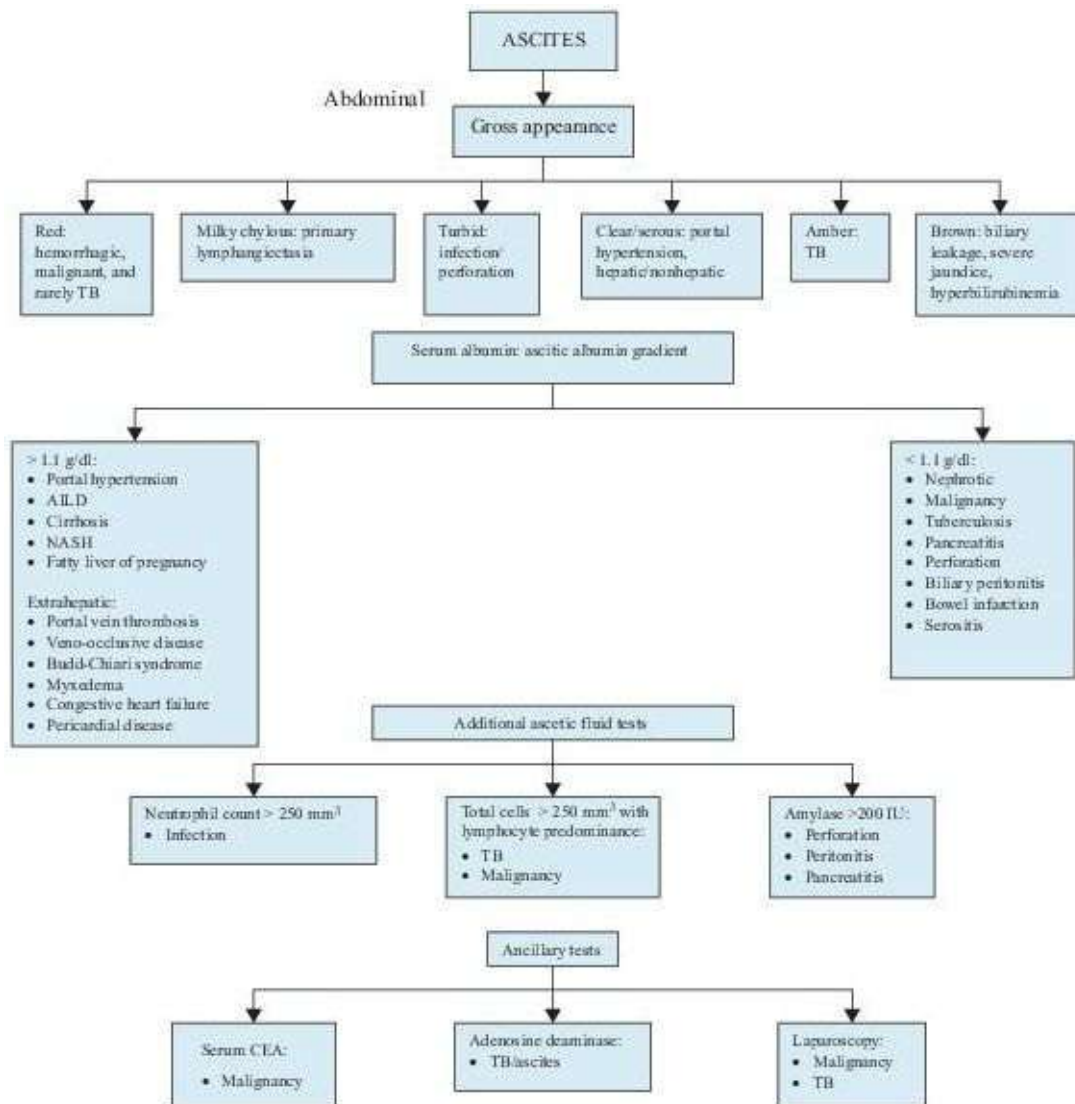 ASCITES
Abdominal
Gross appearance
Red:
hemorrhagic,
malignant, and
rarely TB
Milky chylous: primary
lymphangiectasia
Turbid:
infection/
perforation
Clear/serous: portal
hypertension,
hepatic/nonhepatic
Amber:
TB
Brown: biliary
leakage, severe
jaundice,
hyperbilirubinemia
Serum albumin: ascitic albumin gradient
> 1.1 g/dl:
• Portal hypertension
• AILD
• Cirrhosis
• NASH
• Fatty liver of pregnancy
Extrahepatic:
• Portal vein thrombosis
• Veno-occlusive disease
• Budd-Chiari syndrome
• Myxedema
• Congestive heart failure
• Pericardial disease
< 1.1 g/dl:
• Nephrotic
• Malignancy
• Tuberculosis
• Pancreatitis
• Perforation
• Biliary peritonitis
• Bowel infarction
• Serositis
Additional ascetic fluid tests
Neutrophil count > 250 mm³
• Infection
Total cells > 250 mm³ with
lymphocyte predominance:
• TB
• Malignancy
Amylase >200 IU:
• Perforation
• Peritonitis
• Pancreatitis
Ancillary tests
Serum CEA:
• Malignancy
Adenosine deaminase:
• TB/ascites
Laparoscopy:
• Malignancy
• TB